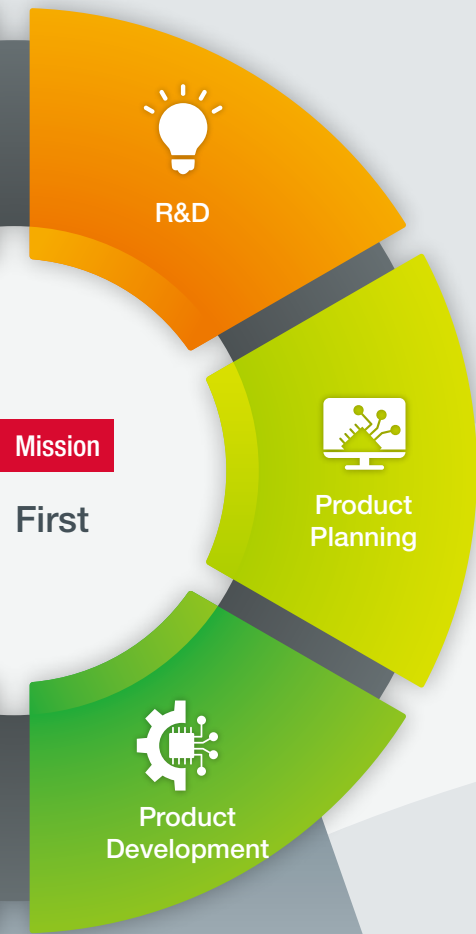 R&D
Mission
First
Product
Planning
Product
Development